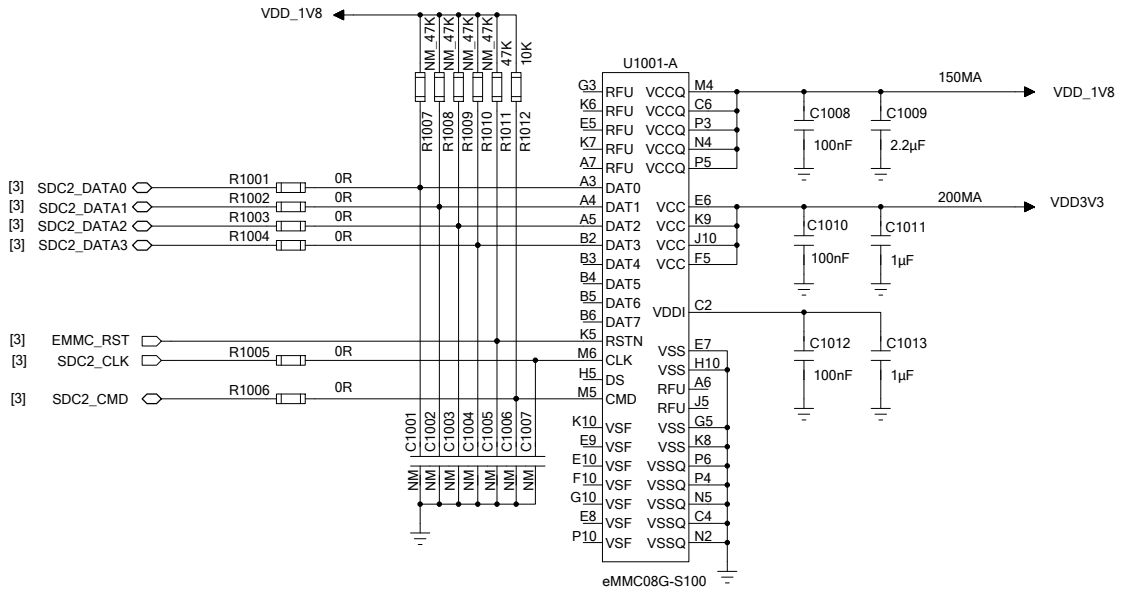 VDD_1V8
NM_47K
NM_47K
NM_47K
NM_47K
47K
10K
R1007
R1008
R1009
R1010
R1011
R1012
U1001-A
G3 RFU VCCQ M4 150MA VDD_1V8
K6 RFU VCCQ C6
E5 RFU VCCQ P3
K7 RFU VCCQ N4
A7 RFU VCCQ P5
C1008 100nF
C1009 2.2µF
[3] SDC2_DATA0 R1001 0R A3 DAT0
[3] SDC2_DATA1 R1002 0R A4 DAT1 VCC E6 200MA VDD3V3
[3] SDC2_DATA2 R1003 0R A5 DAT2 VCC K9
[3] SDC2_DATA3 R1004 0R B2 DAT3 VCC J10
B3 DAT4 VCC F5
C1010 100nF
C1011 1µF
B4 DAT5
B5 DAT6 VDDI C2
B6 DAT7
[3] EMMC_RST K5 RSTN
C1012 100nF
C1013 1µF
[3] SDC2_CLK R1005 0R M6 CLK VSS E7
H5 DS VSS H10
[3] SDC2_CMD R1006 0R M5 CMD RFU A6
RFU J5
K10 VSF VSS G5
E9 VSF VSS K8
E10 VSF VSSQ P6
F10 VSF VSSQ P4
G10 VSF VSSQ N5
E8 VSF VSSQ C4
P10 VSF VSSQ N2
C1001
C1002
C1003
C1004
C1005
C1006
C1007
NM
NM
NM
NM
NM
NM
NM
eMMC08G-S100